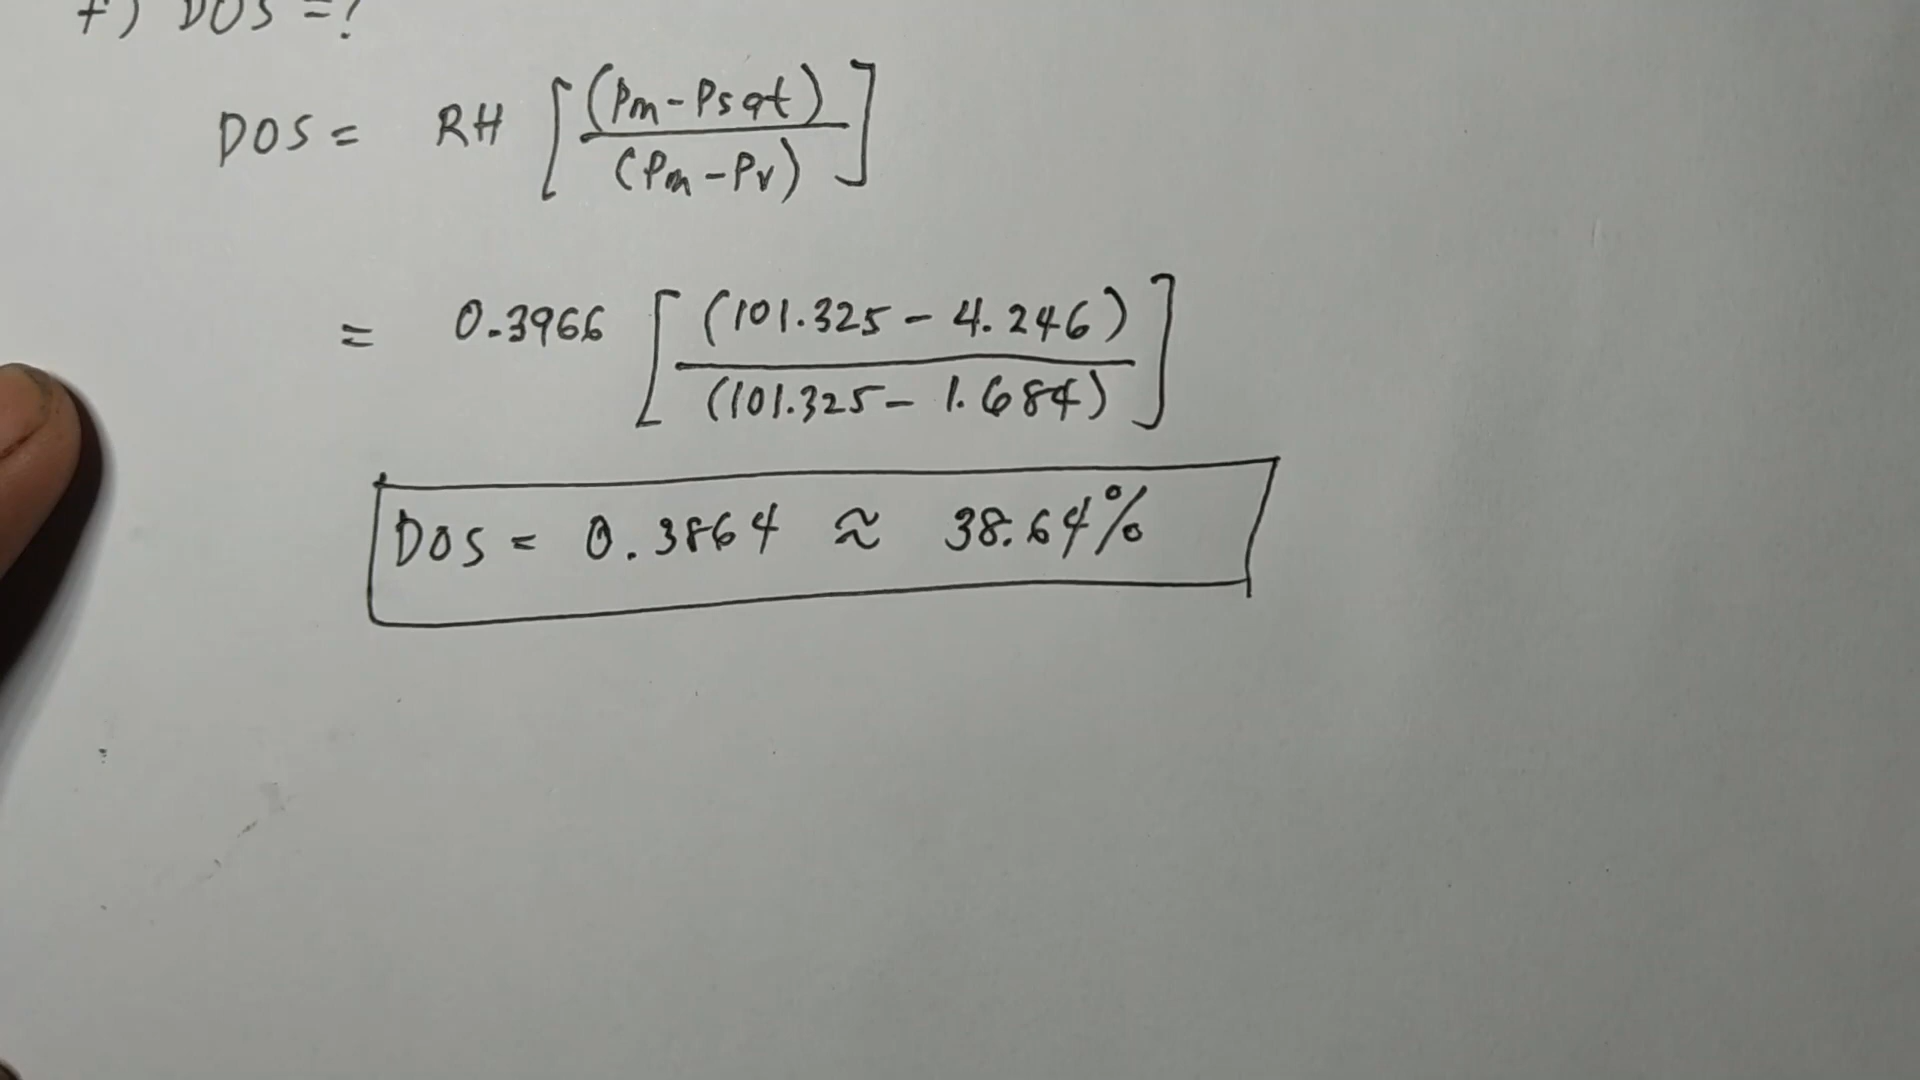 f) DOS = ?
DOS = RH [(Pm - Psat) / (Pm - Pv)]
= 0.3966 [(101.325 - 4.246) / (101.325 - 1.684)]
DOS = 0.3864 ≈ 38.64%